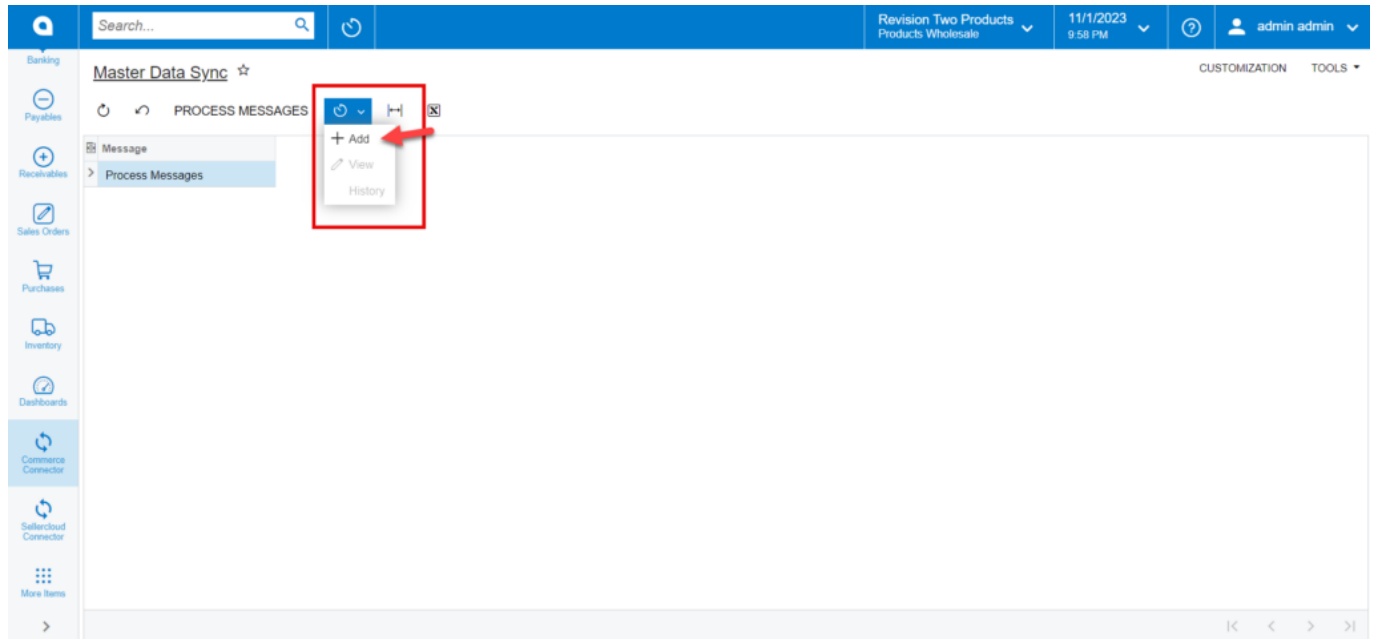 Search...
Revision Two Products
Products Wholesale
11/1/2023
9:58 PM
admin admin
Banking
Payables
Receivables
Sales Orders
Purchases
Inventory
Dashboards
Commerce
Connector
Sellercloud
Connector
More Items
Master Data Sync
CUSTOMIZATION
TOOLS
PROCESS MESSAGES
Add
View
History
Message
Process Messages